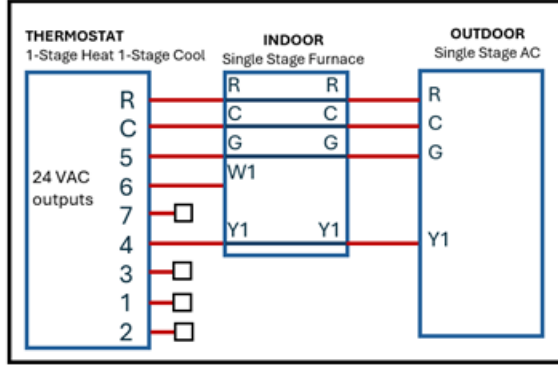 THERMOSTAT
1-Stage Heat 1-Stage Cool
INDOOR
Single Stage Furnace
OUTDOOR
Single Stage AC
24 VAC
outputs
R
C
5
6
7
4
3
1
2
R R
C C
G G
W1
Y1 Y1
R
C
G
Y1